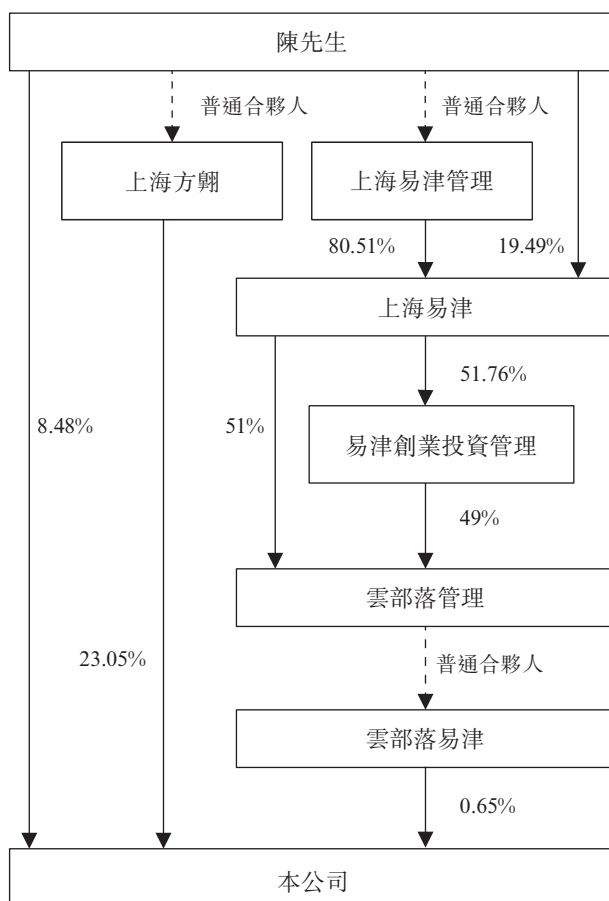 陳先生
普通合夥人
普通合夥人
上海方翺
上海易津管理
80.51%
19.49%
上海易津
51.76%
8.48%
51%
易津創業投資管理
49%
雲部落管理
23.05%
普通合夥人
雲部落易津
0.65%
本公司